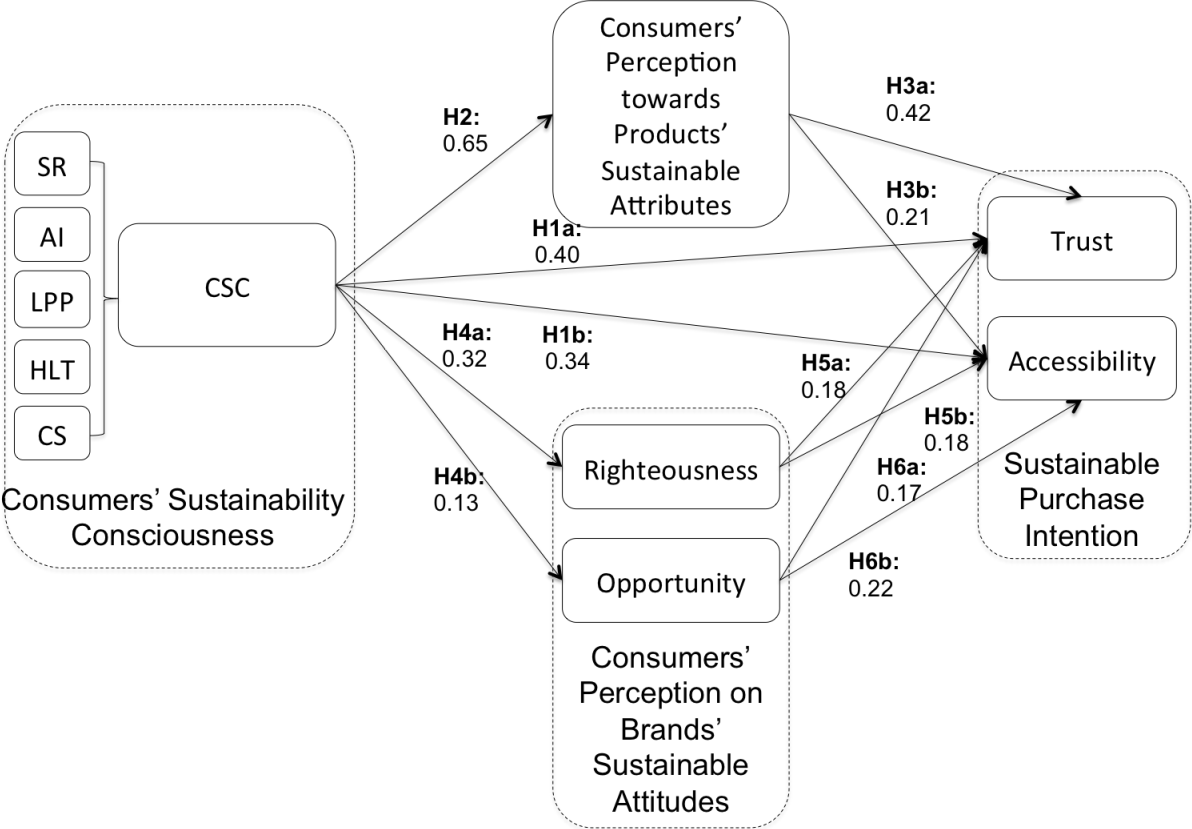 Consumers’
Perception
towards
Products’
Sustainable
Attributes
H3a:
0.42
H2:
0.65
SR
AI
LPP
HLT
CS
CSC
H1a:
0.40
H3b:
0.21
Trust
H4a:
0.32
H1b:
0.34
H5a:
0.18
Accessibility
H5b:
0.18
Righteousness
H6a:
0.17
Sustainable
Purchase
Intention
H4b:
0.13
Consumers’ Sustainability
Consciousness
H6b:
0.22
Opportunity
Consumers’
Perception on
Brands’
Sustainable
Attitudes